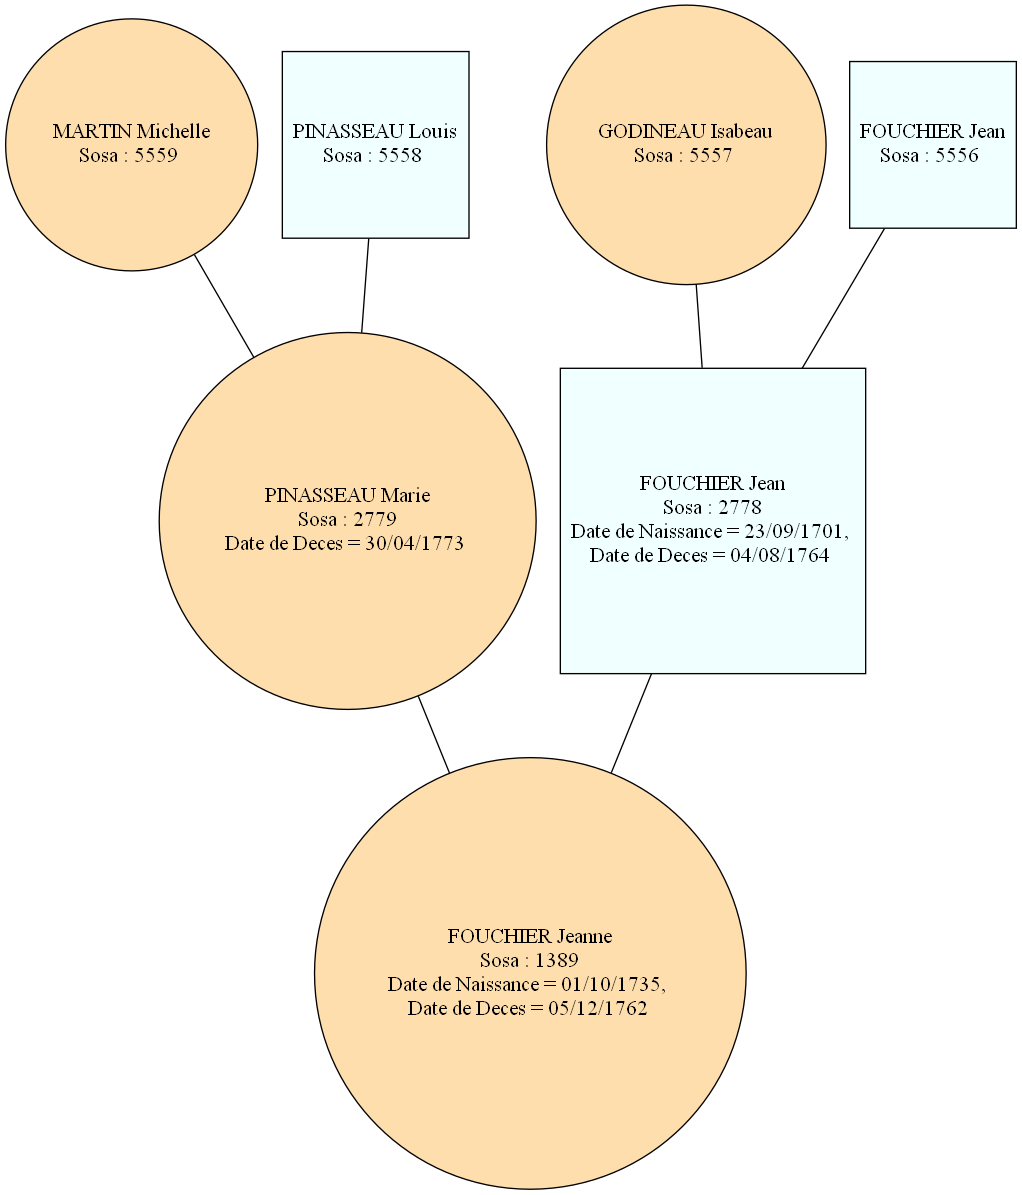 MARTIN Michelle
Sosa : 5559
PINASSEAU Louis
Sosa : 5558
GODINEAU Isabeau
Sosa : 5557
FOUCHIER Jean
Sosa : 5556
PINASSEAU Marie
Sosa : 2779
Date de Deces = 30/04/1773
FOUCHIER Jean
Sosa : 2778
Date de Naissance = 23/09/1701,
Date de Deces = 04/08/1764
FOUCHIER Jeanne
Sosa : 1389
Date de Naissance = 01/10/1735,
Date de Deces = 05/12/1762